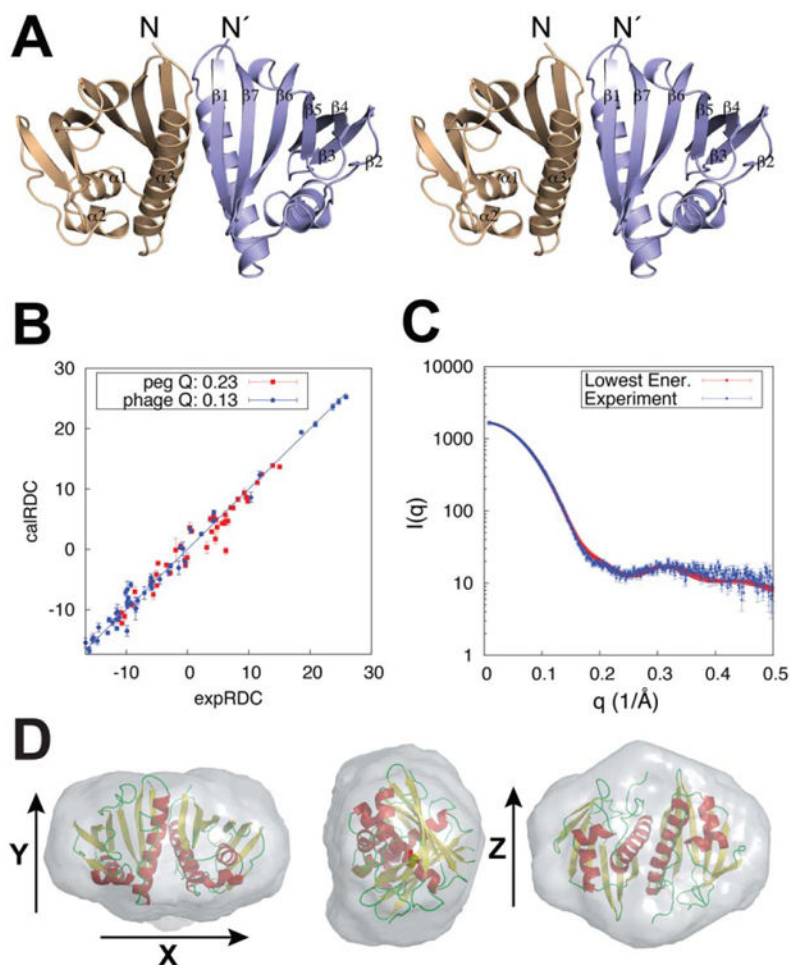 A
N N´ N N´
β1 β7 β6 β5 β4 β3 β2 α1 α3 α2
β1 β7 β6 β5 β4 β3 β2 α1 α3 α2
B
30
20
10
0
-10
-10 0 10 20 30
calRDC
expRDC
peg Q: 0.23
phage Q: 0.13
C
10000
1000
100
10
1
0 0.1 0.2 0.3 0.4 0.5
I(q)
q (1/Å)
Lowest Ener.
Experiment
D
Y
X
Z